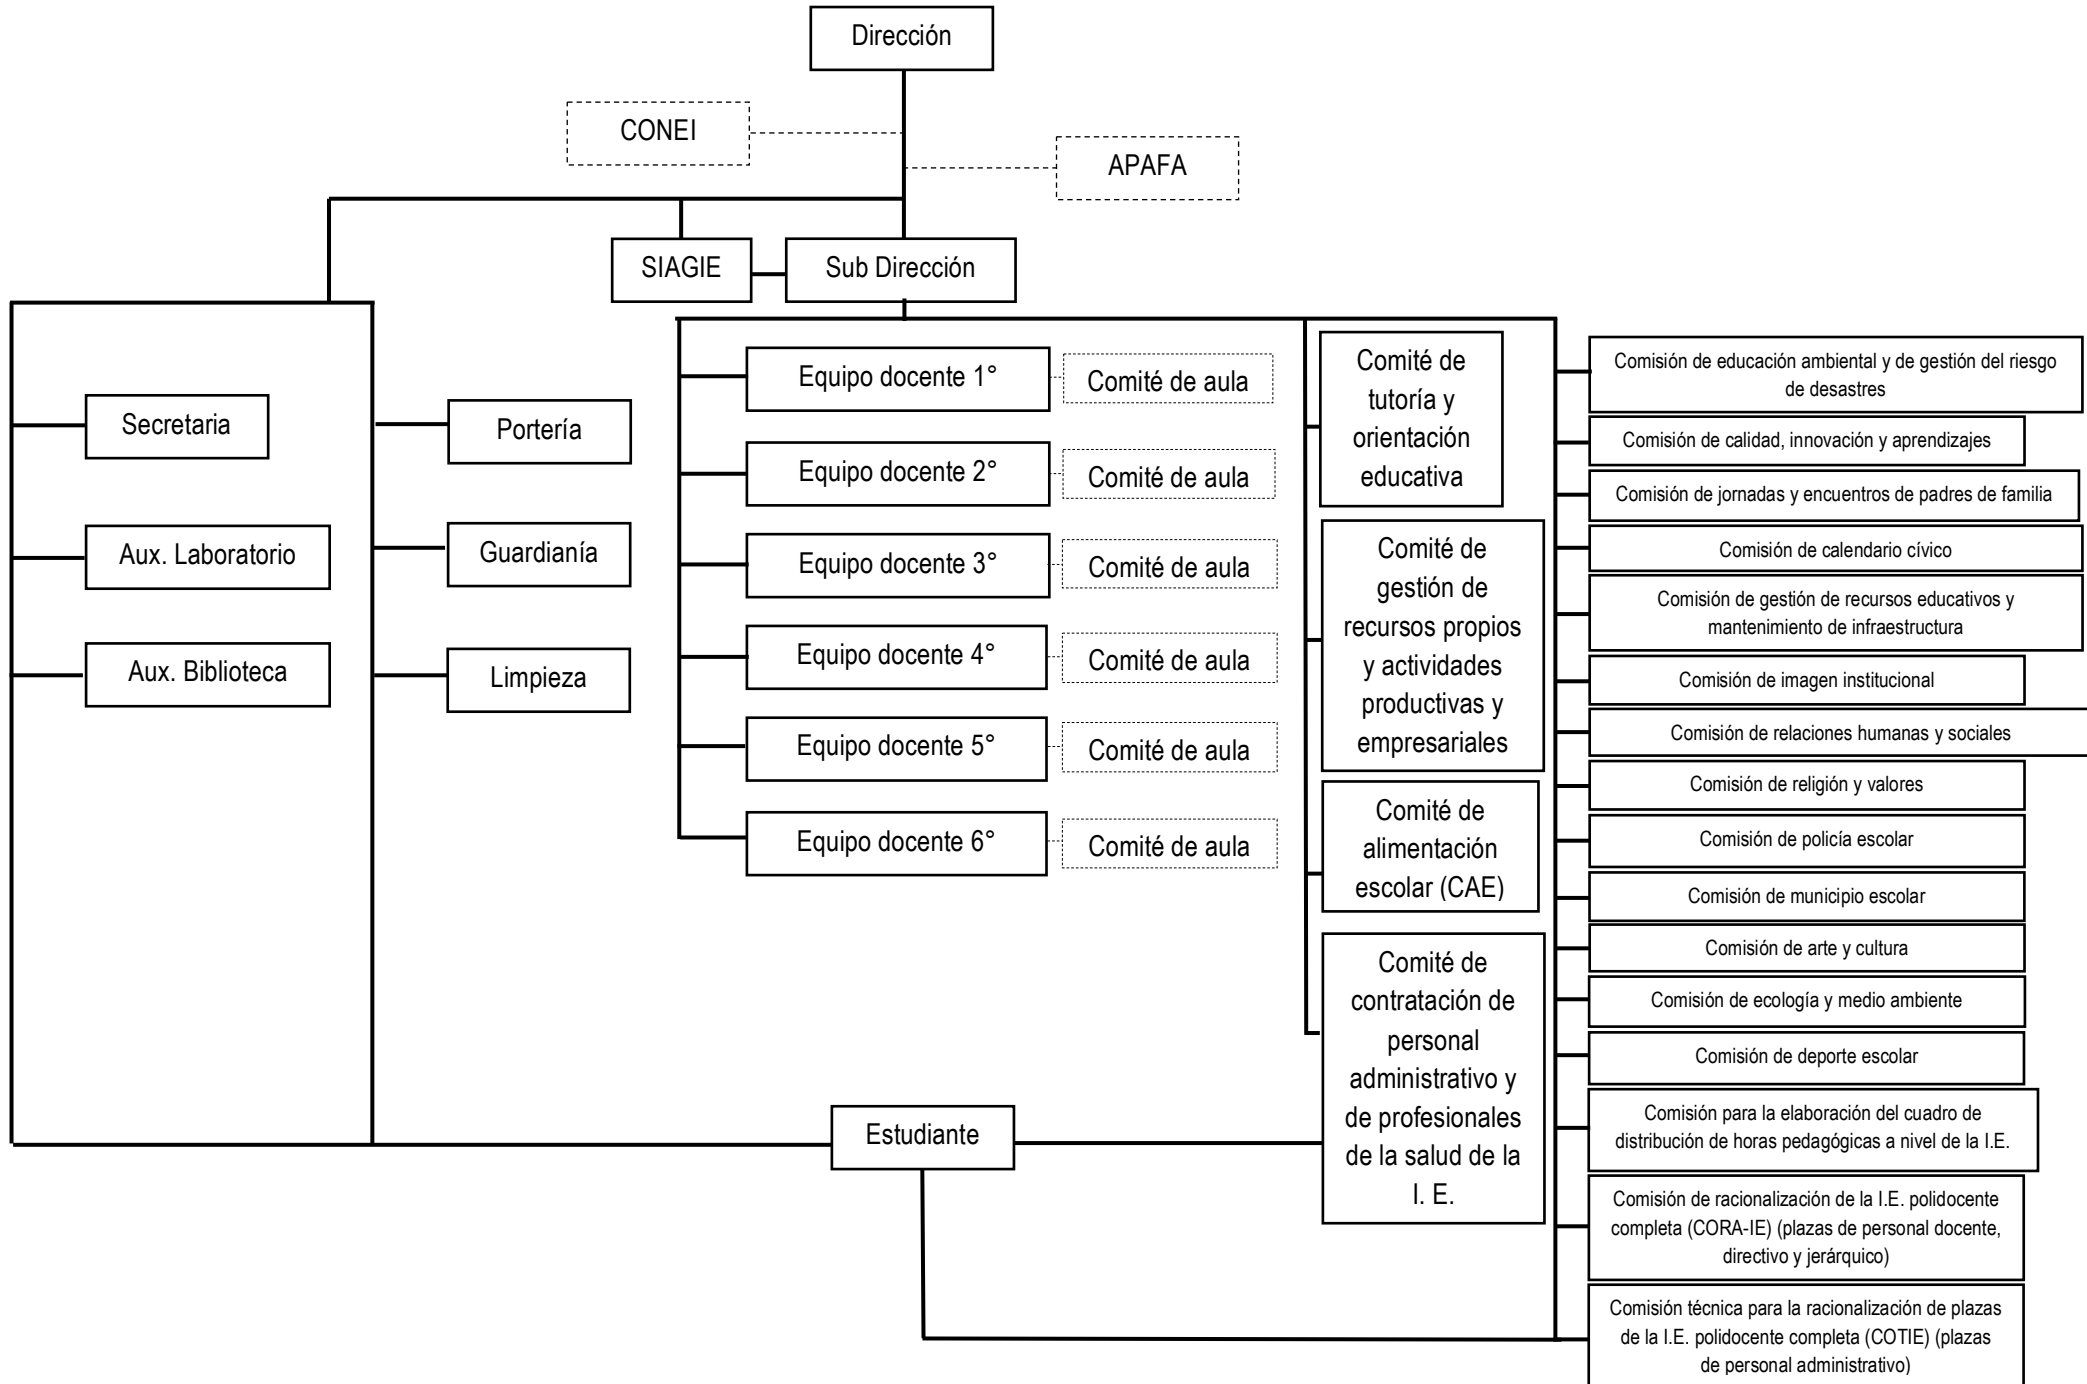 Dirección
CONEI
APAFA
SIAGIE
Sub Dirección
Secretaria
Aux. Laboratorio
Aux. Biblioteca
Portería
Guardianía
Limpieza
Equipo docente 1°
Comité de aula
Equipo docente 2°
Comité de aula
Equipo docente 3°
Comité de aula
Equipo docente 4°
Comité de aula
Equipo docente 5°
Comité de aula
Equipo docente 6°
Comité de aula
Comité de
tutoría y
orientación
educativa
Comité de
gestión de
recursos propios
y actividades
productivas y
empresariales
Comité de
alimentación
escolar (CAE)
Comité de
contratación de
personal
administrativo y
de profesionales
de la salud de la
I. E.
Comisión de educación ambiental y de gestión del riesgo
de desastres
Comisión de calidad, innovación y aprendizajes
Comisión de jornadas y encuentros de padres de familia
Comisión de calendario cívico
Comisión de gestión de recursos educativos y
mantenimiento de infraestructura
Comisión de imagen institucional
Comisión de relaciones humanas y sociales
Comisión de religión y valores
Comisión de policía escolar
Comisión de municipio escolar
Comisión de arte y cultura
Comisión de ecología y medio ambiente
Comisión de deporte escolar
Comisión para la elaboración del cuadro de
distribución de horas pedagógicas a nivel de la I.E.
Comisión de racionalización de la I.E. polidocente
completa (CORA-IE) (plazas de personal docente,
directivo y jerárquico)
Comisión técnica para la racionalización de plazas
de la I.E. polidocente completa (COTIE) (plazas
de personal administrativo)
Estudiante